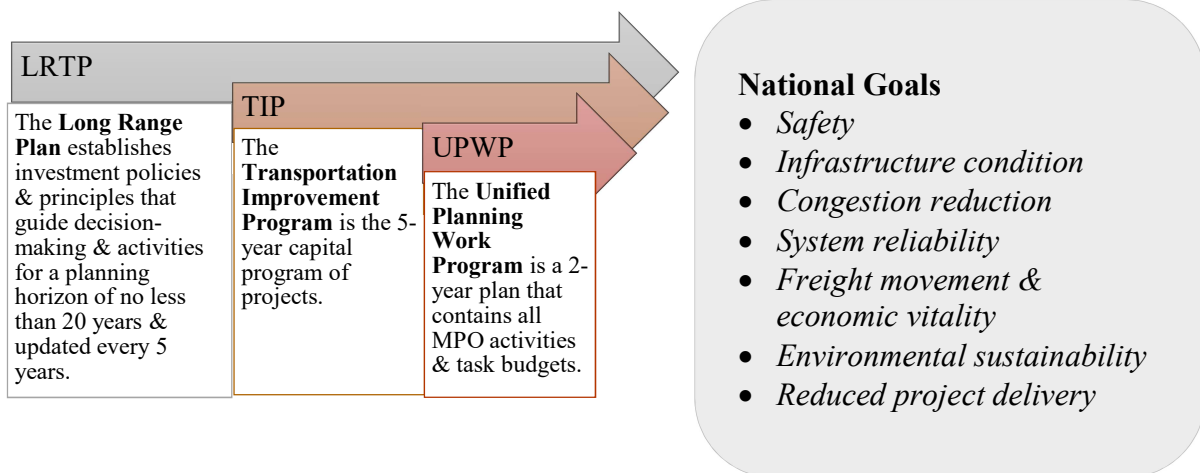 LRTP
The Long Range
Plan establishes
investment policies
& principles that
guide decision-
making & activities
for a planning
horizon of no less
than 20 years &
updated every 5
years.
TIP
The
Transportation
Improvement
Program is the 5-
year capital
program of
projects.
UPWP
The Unified
Planning
Work
Program is a 2-
year plan that
contains all
MPO activities
& task budgets.
National Goals
• Safety
• Infrastructure condition
• Congestion reduction
• System reliability
• Freight movement &
economic vitality
• Environmental sustainability
• Reduced project delivery